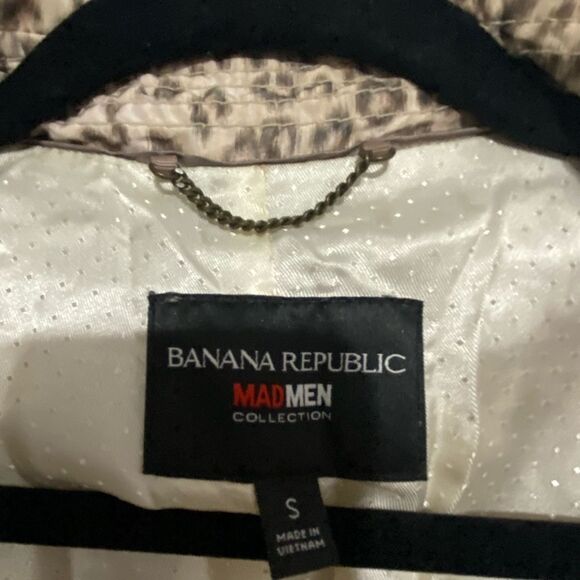 BANANA REPUBLIC
MADMEN
COLLECTION
S
MADE IN
VIETNAM